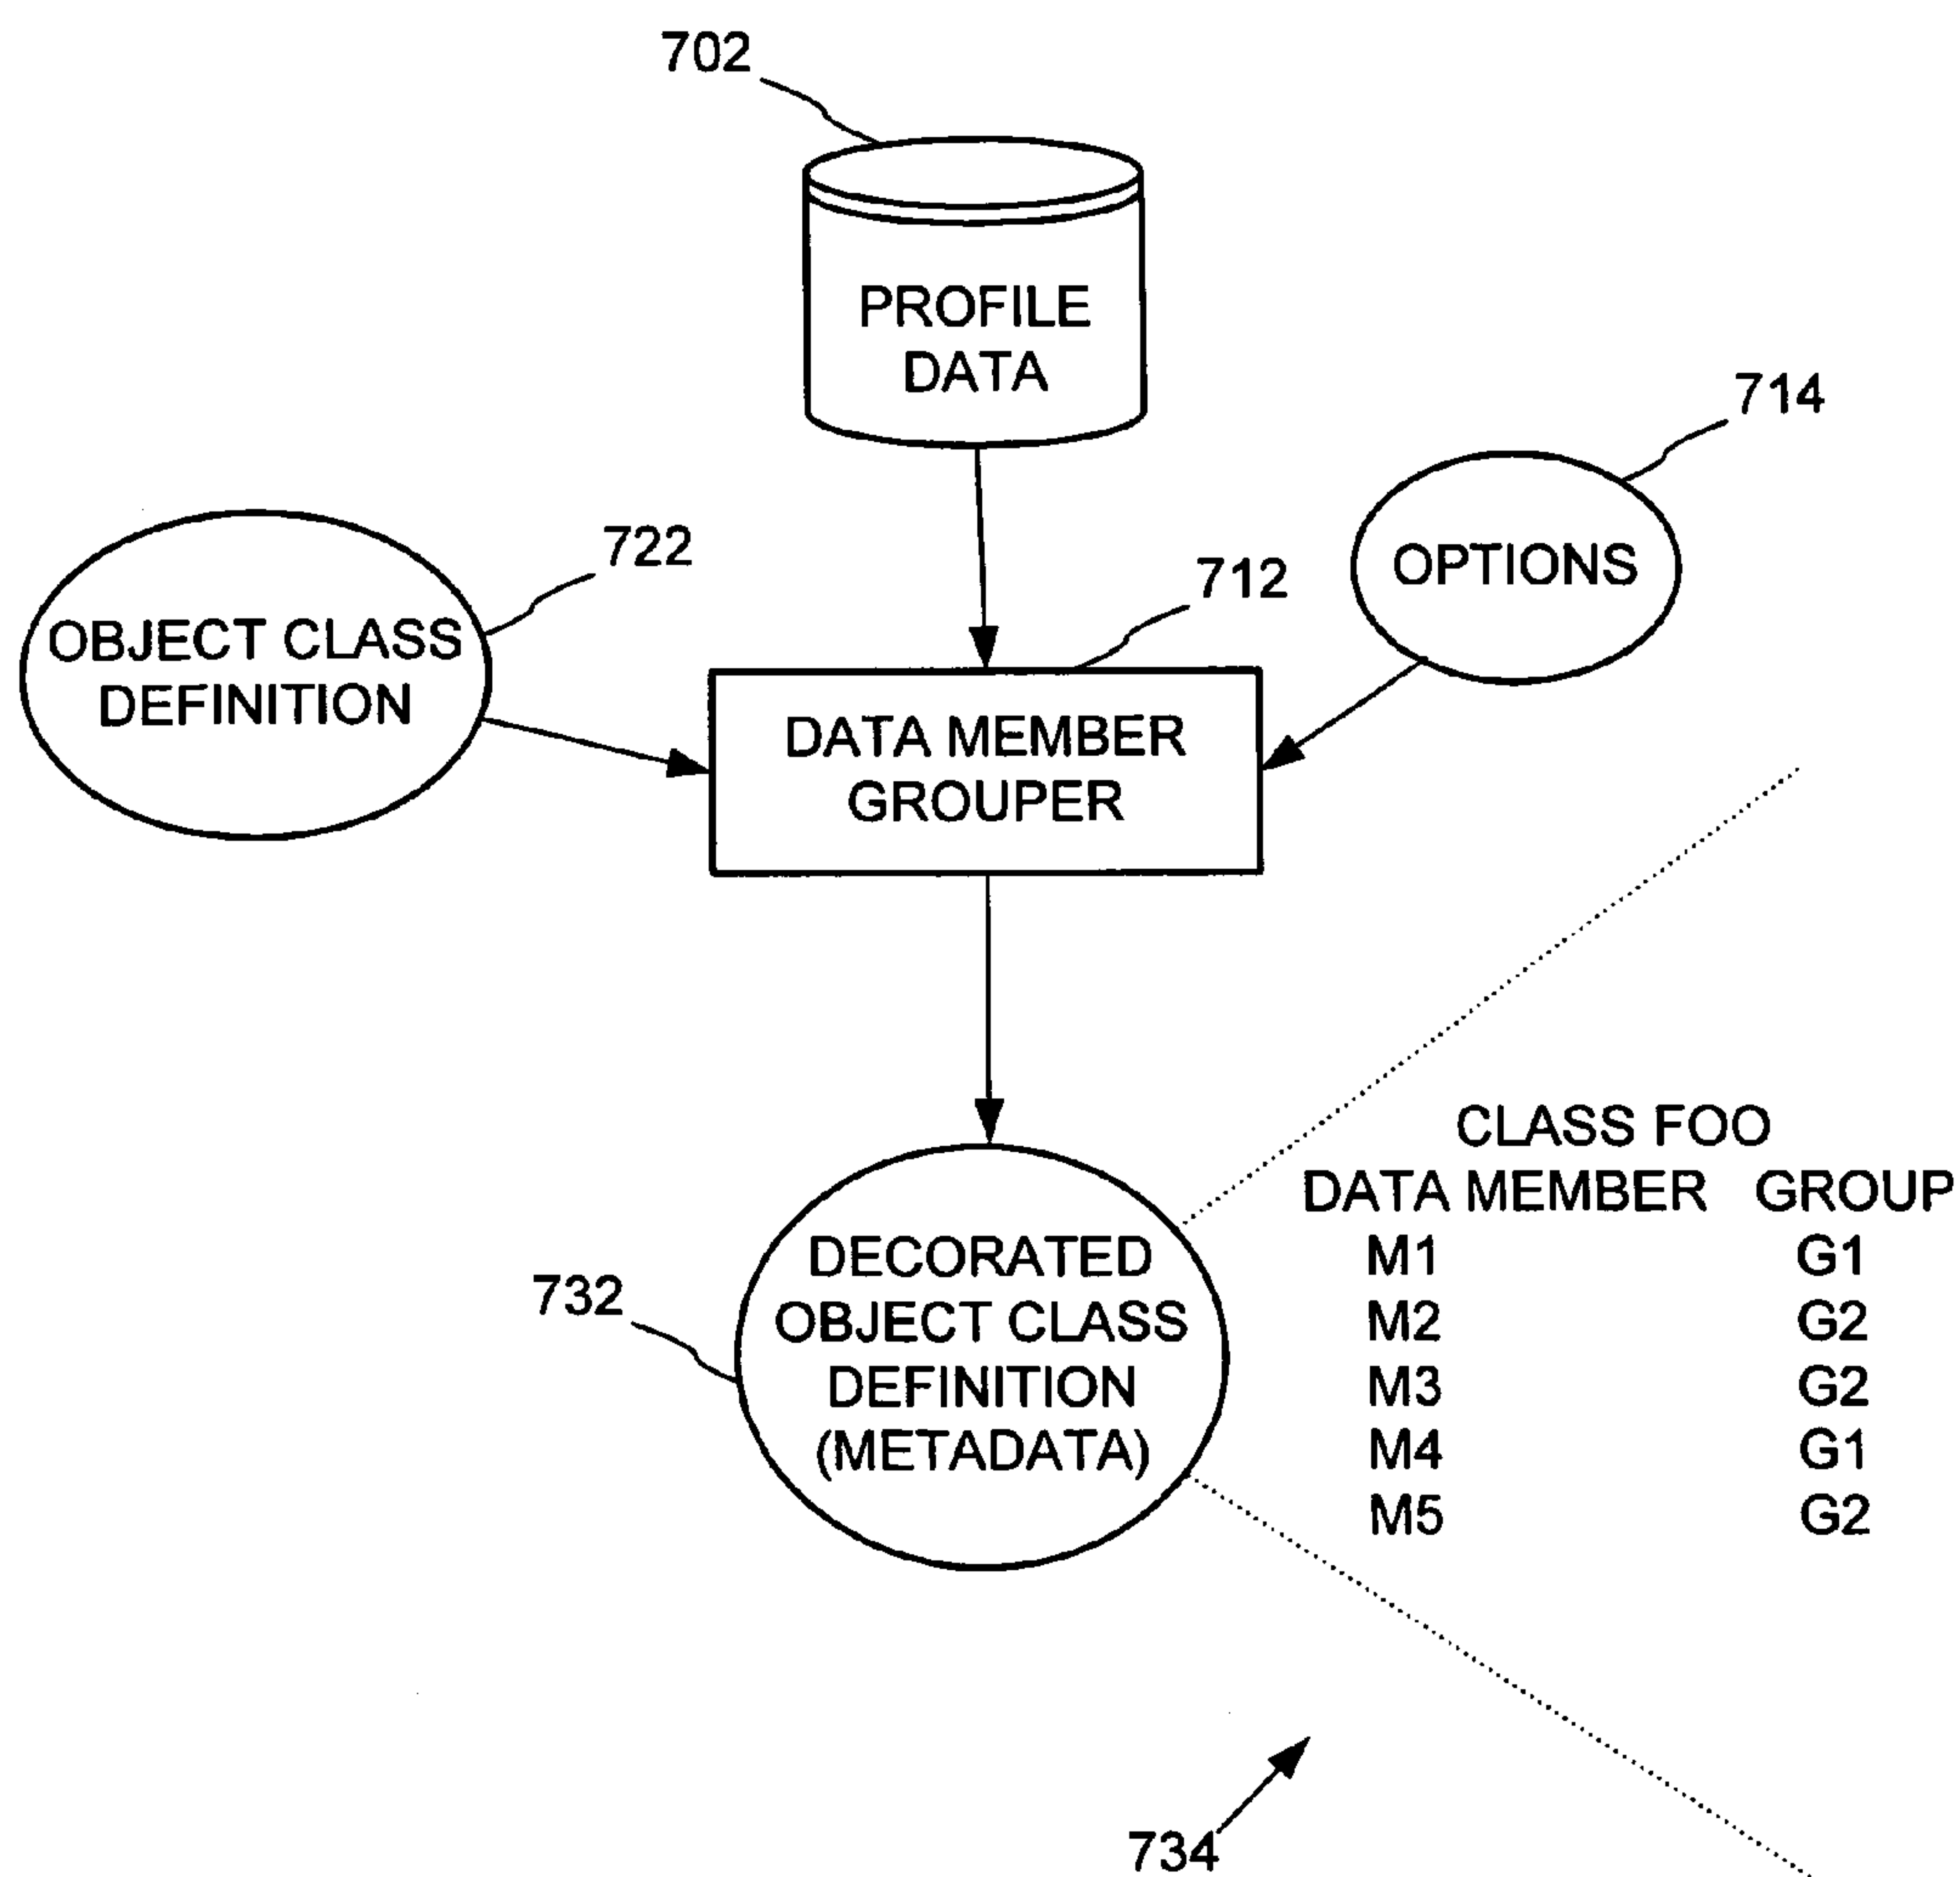 702
PROFILE
DATA
714
OPTIONS
722
OBJECT CLASS
DEFINITION
712
DATA MEMBER
GROUPER
CLASS FOO
DATA MEMBER GROUP
M1 G1
M2 G2
M3 G2
M4 G1
M5 G2
732
DECORATED
OBJECT CLASS
DEFINITION
(METADATA)
734